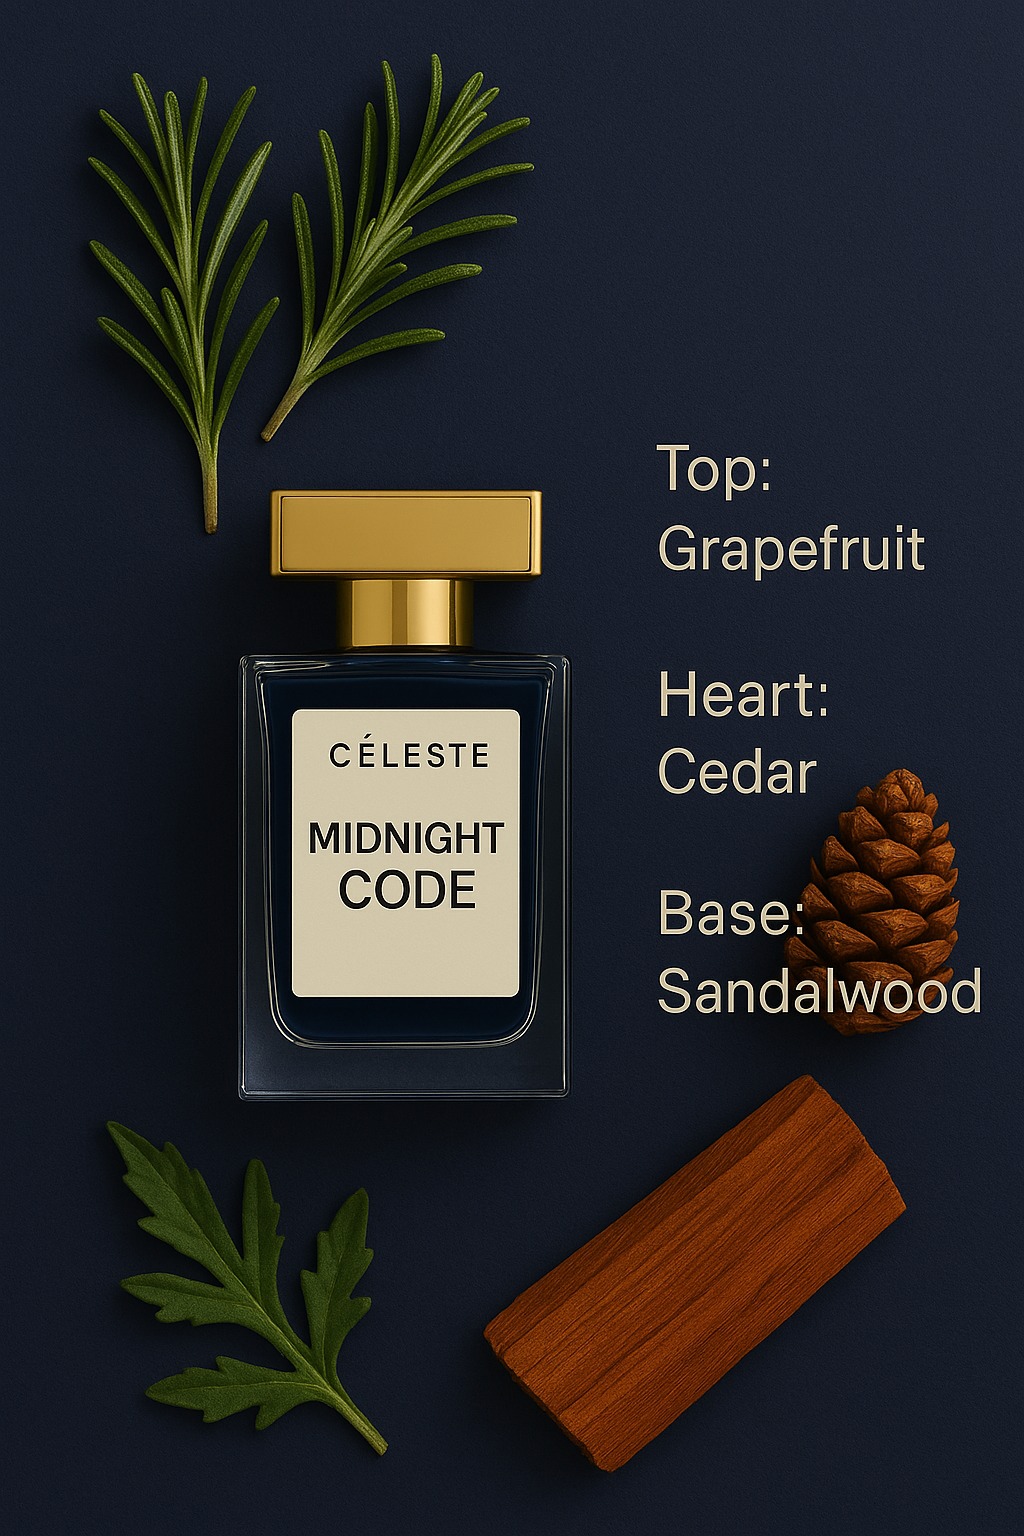 CÉLESTE
MIDNIGHT
CODE
Top:
Grapefruit
Heart:
Cedar
Base:
Sandalwood